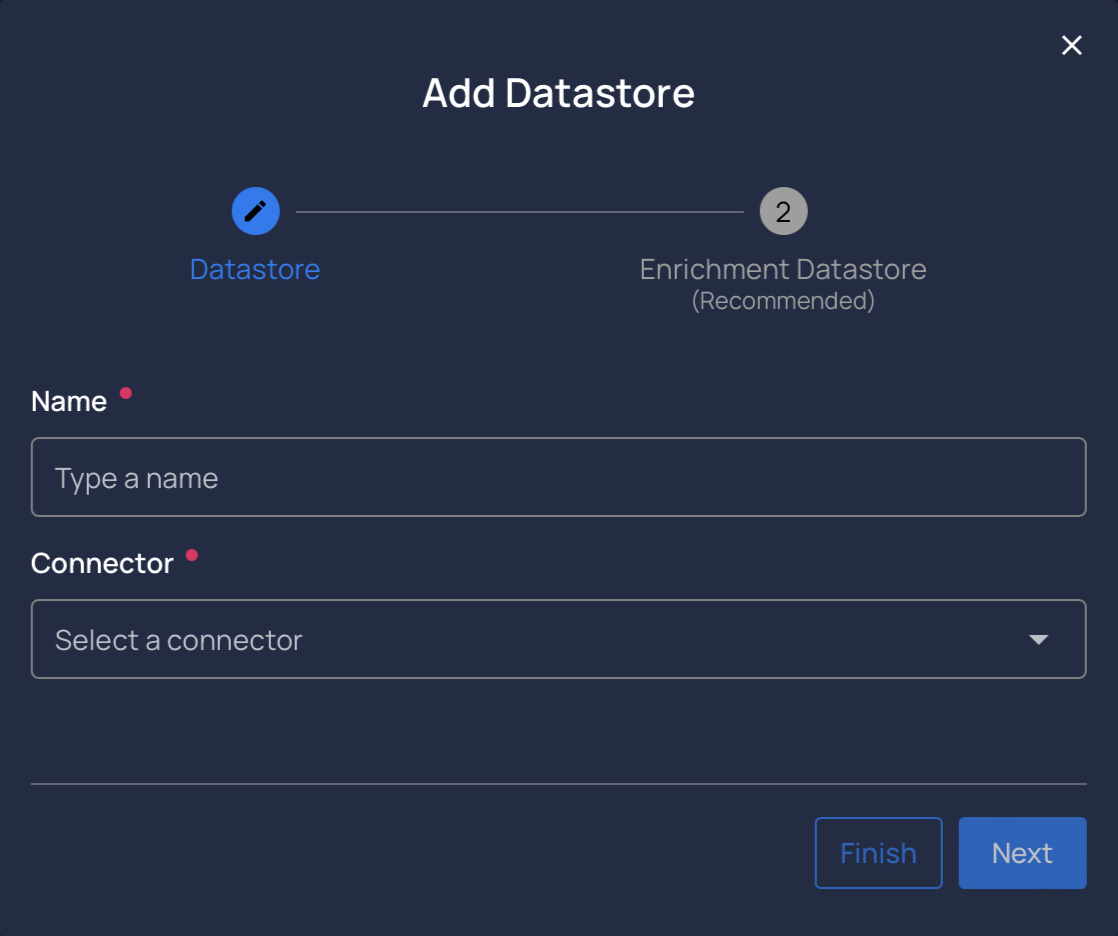 Add Datastore
2
Datastore
Enrichment Datastore
(Recommended)
Name
Type a name
Connector
Select a connector
Finish
Next